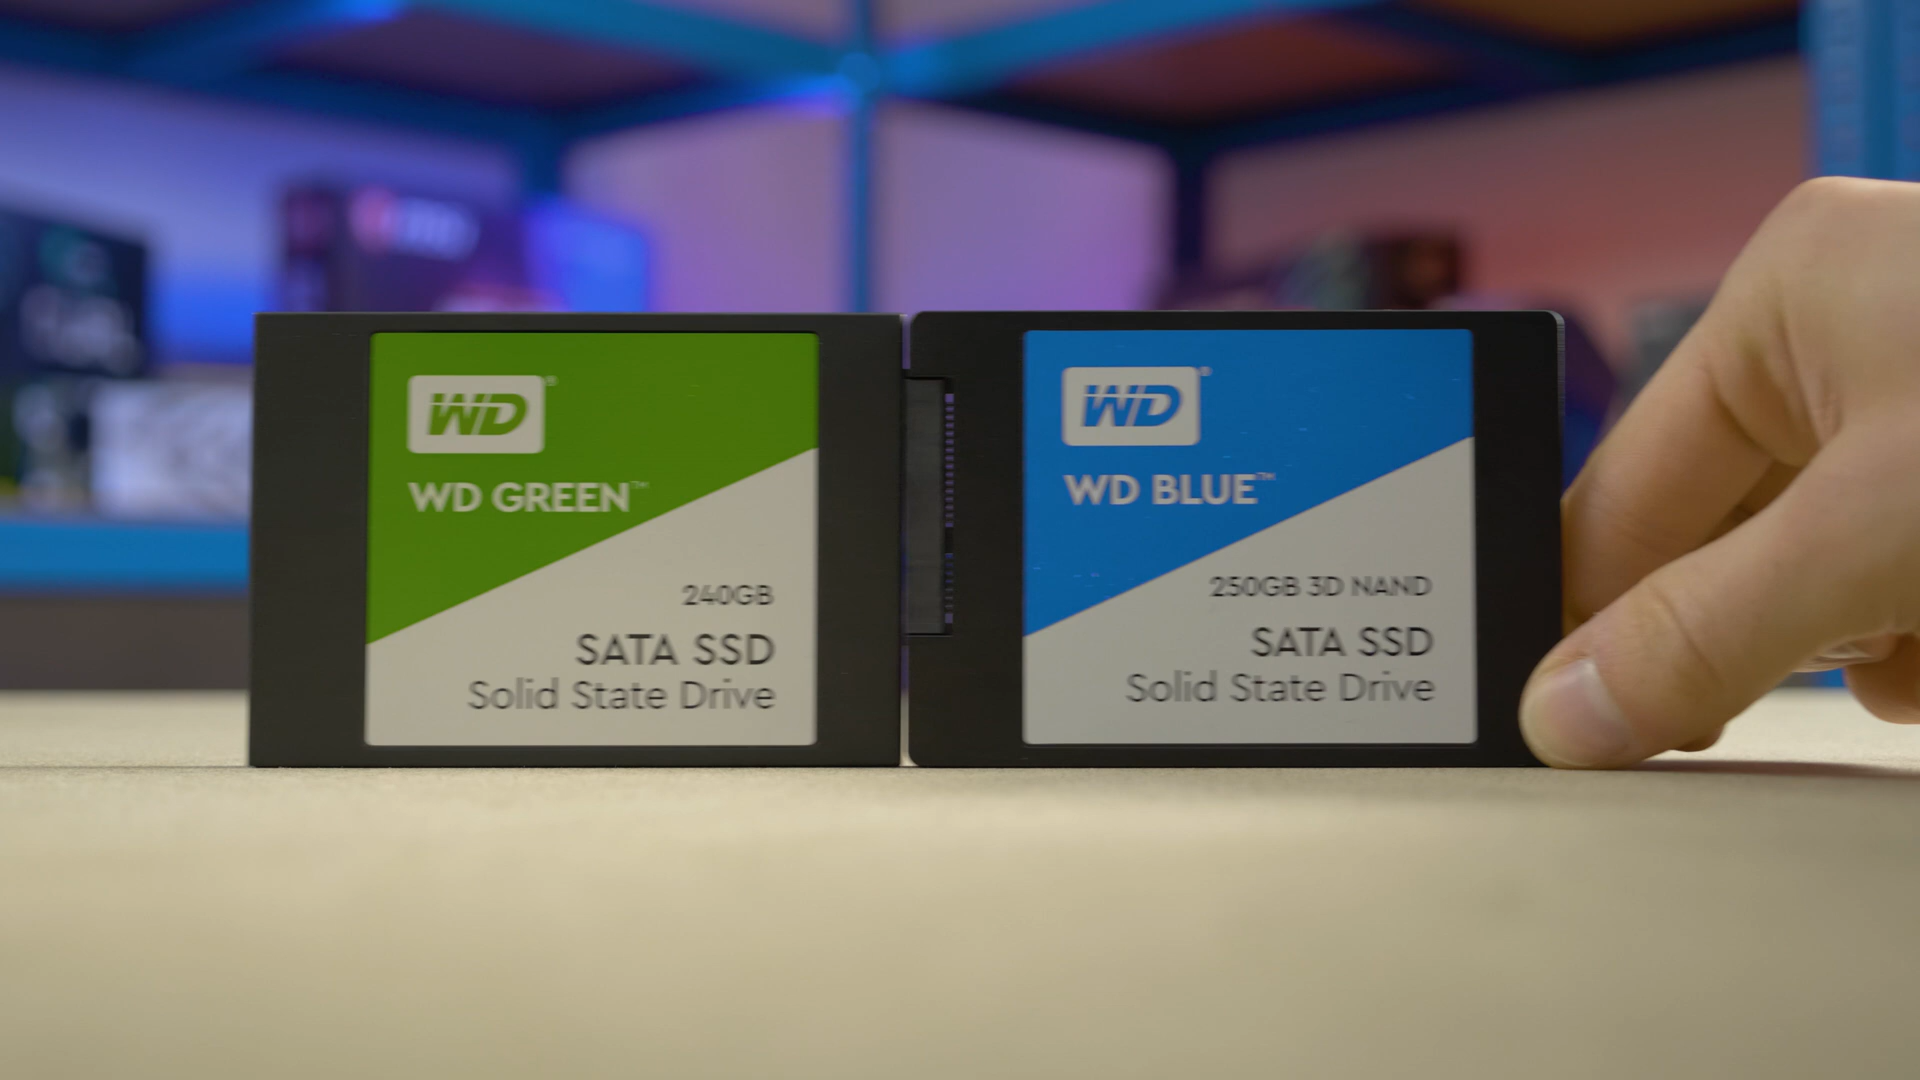 WD®
WD GREEN™
240GB
SATA SSD
Solid State Drive
WD®
WD BLUE™
250GB 3D NAND
SATA SSD
Solid State Drive